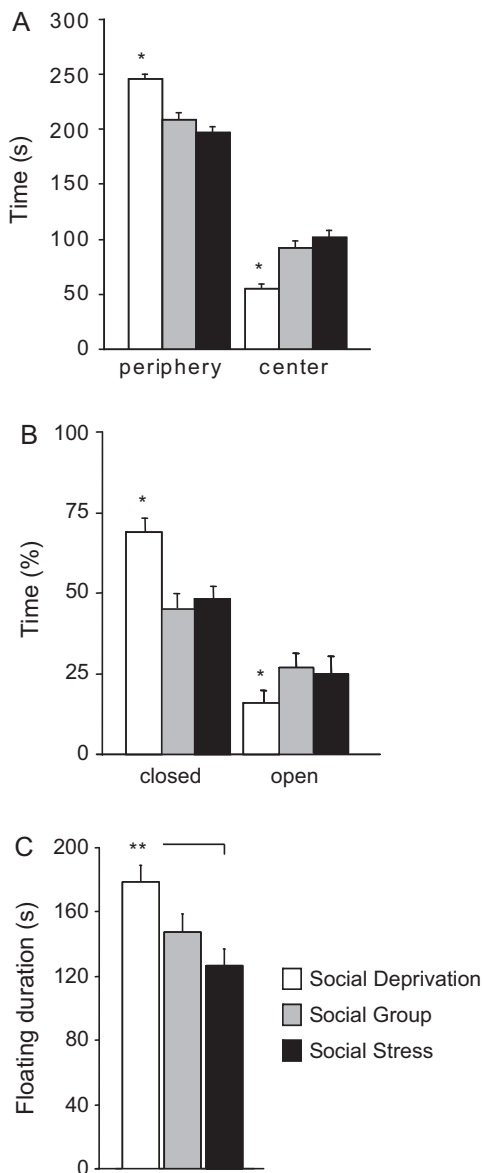 A
Time (s)
300
250
200
150
100
50
0
*
*
periphery center
B
Time (%)
100
75
50
25
0
*
*
closed open
C
Floating duration (s)
200
160
120
80
40
0
**
Social Deprivation
Social Group
Social Stress